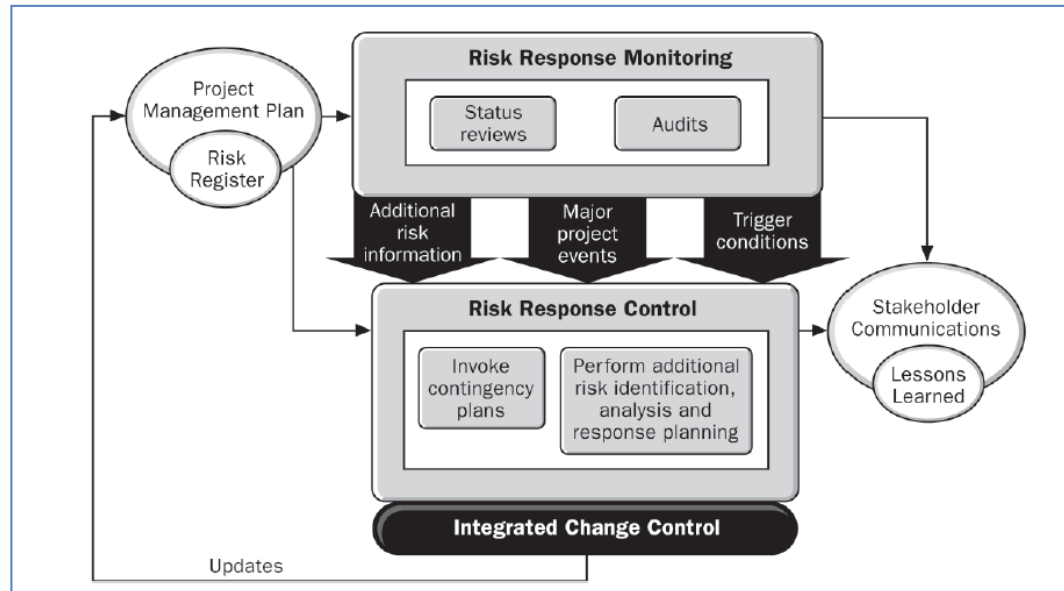 Risk Response Monitoring
Project
Management Plan
Risk
Register
Status
reviews
Audits
Additional
risk
information
Major
project
events
Trigger
conditions
Risk Response Control
Invoke
contingency
plans
Perform additional
risk identification,
analysis and
response planning
Stakeholder
Communications
Lessons
Learned
Integrated Change Control
Updates